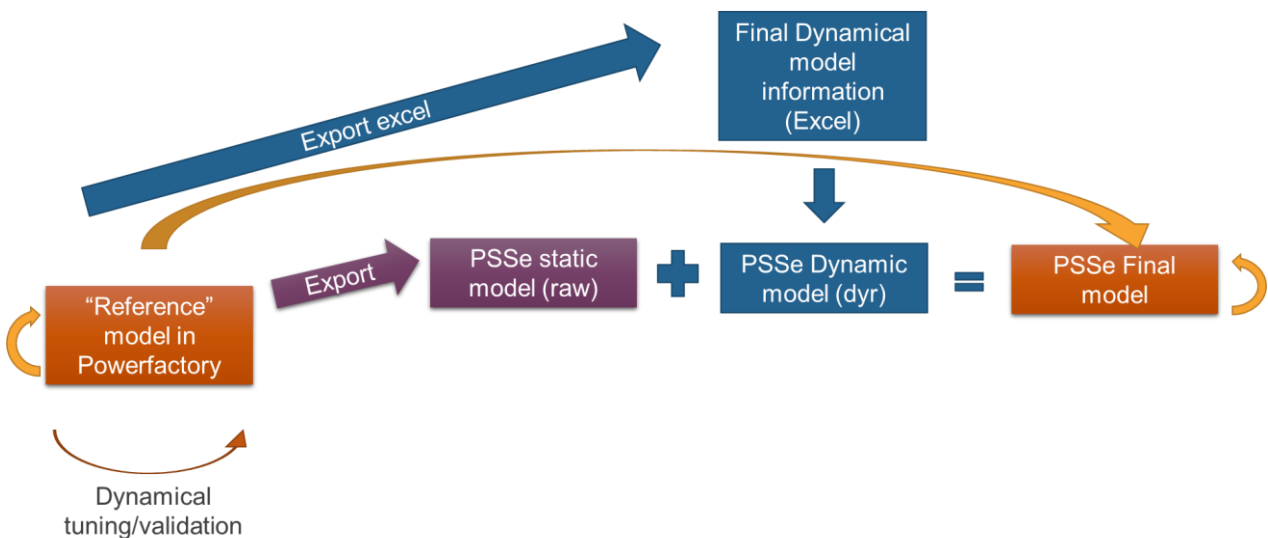 Final Dynamical
model
information
(Excel)
Export excel
Export
PSSe static
model (raw)
PSSe Dynamic
model (dyr)
PSSe Final
model
“Reference”
model in
Powerfactory
Dynamical
tuning/validation